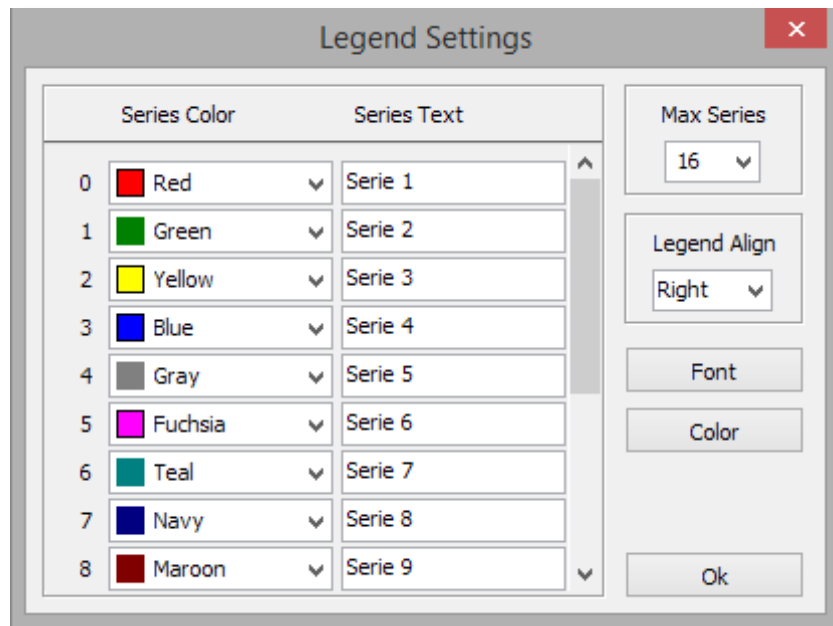 Legend Settings
Series Color Series Text Max Series
16
0 Red Serie 1
1 Green Serie 2
Legend Align
2 Yellow Serie 3
Right
3 Blue Serie 4
4 Gray Serie 5
Font
5 Fuchsia Serie 6
Color
6 Teal Serie 7
7 Navy Serie 8
8 Maroon Serie 9
Ok